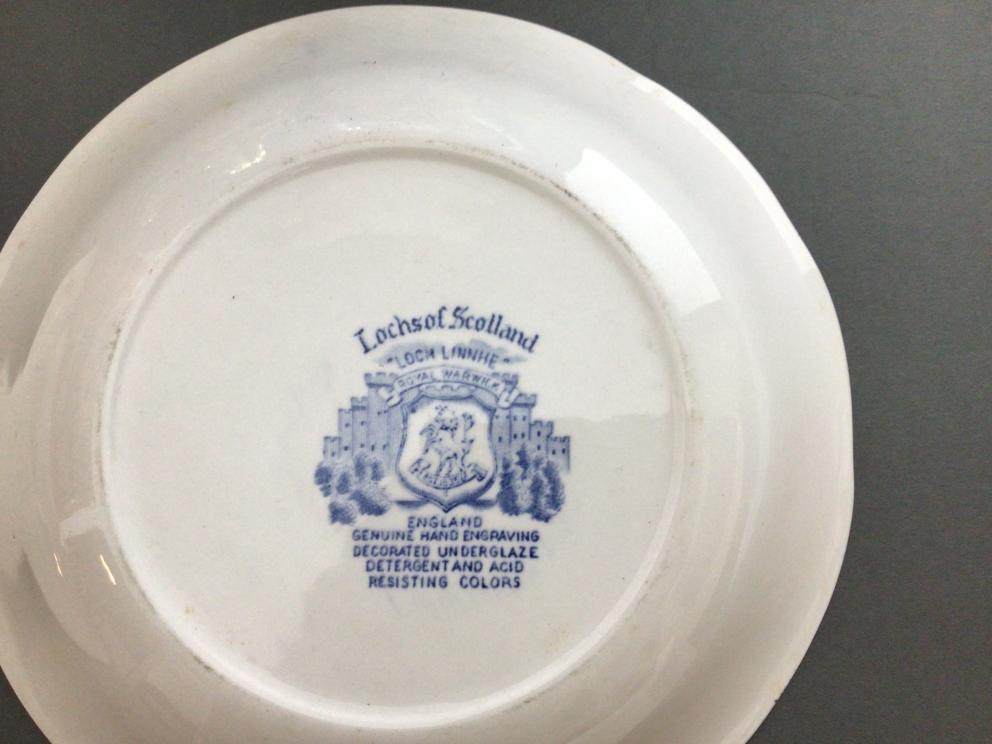 Lochs of Scotland
"LOCH LINNHE"
ROYAL WARWICK
ENGLAND
GENUINE HAND ENGRAVING
DECORATED UNDERGLAZE
DETERGENT AND ACID
RESISTING COLORS